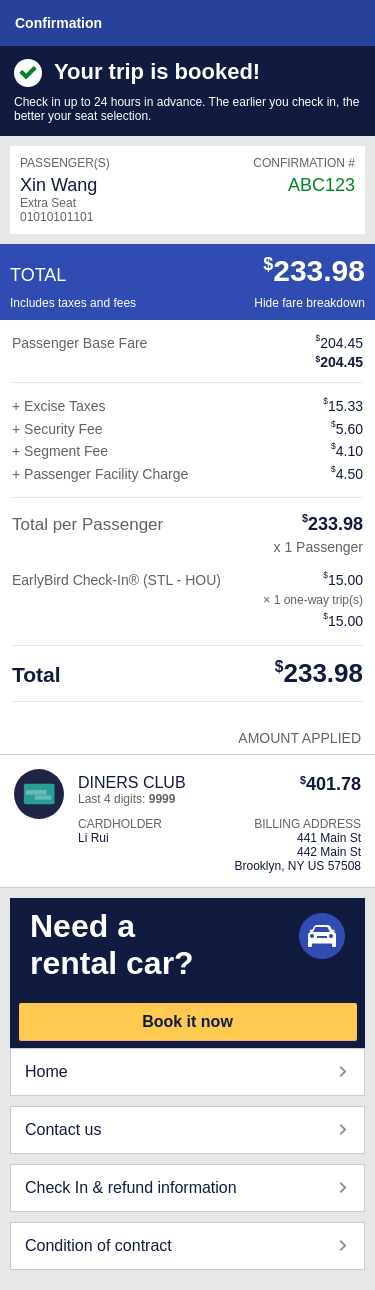 Confirmation
Your trip is booked!
Check in up to 24 hours in advance. The earlier you check in, the
better your seat selection.
PASSENGER(S) CONFIRMATION #
Xin Wang ABC123
Extra Seat
01010101101
TOTAL $233.98
Includes taxes and fees Hide fare breakdown
Passenger Base Fare $204.45
$204.45
+ Excise Taxes $15.33
+ Security Fee $5.60
+ Segment Fee $4.10
+ Passenger Facility Charge $4.50
Total per Passenger $233.98
x 1 Passenger
EarlyBird Check-In® (STL - HOU) $15.00
× 1 one-way trip(s)
$15.00
Total $233.98
AMOUNT APPLIED
DINERS CLUB $401.78
Last 4 digits: 9999
CARDHOLDER BILLING ADDRESS
Li Rui 441 Main St
442 Main St
Brooklyn, NY US 57508
Need a
rental car?
Book it now
Home
Contact us
Check In & refund information
Condition of contract